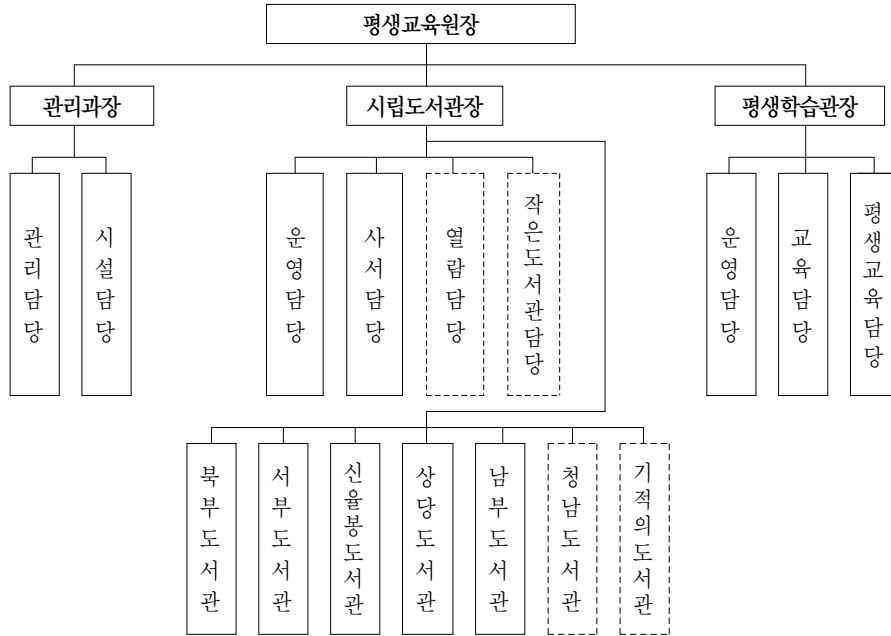 평생교육원장
관리과장
시립도서관장
평생학습관장
관리담당
시설담당
운영담당
사서담당
열람담당
작은도서관담당
운영담당
교육담당
평생교육담당
북부도서관
서부도서관
신율봉도서관
상당도서관
남부도서관
청남도서관
기적의도서관